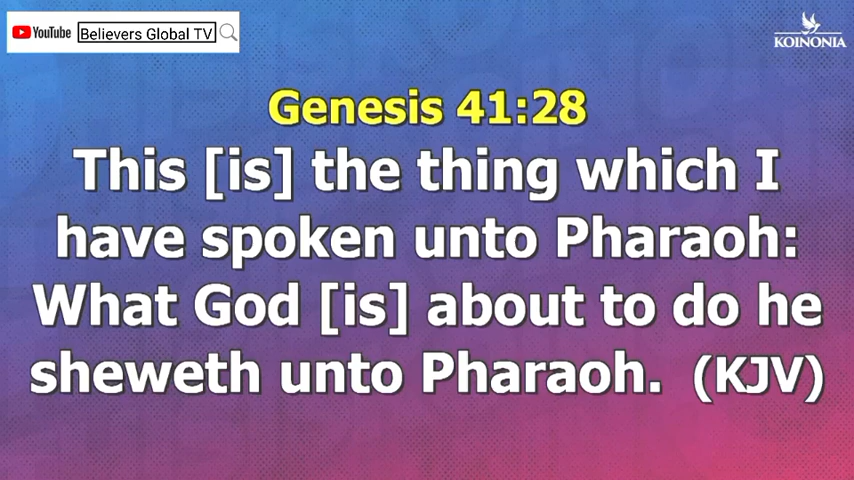 YouTube Believers Global TV
KOINONIA
Genesis 41:28
This [is] the thing which I
have spoken unto Pharaoh:
What God [is] about to do he
sheweth unto Pharaoh. (KJV)